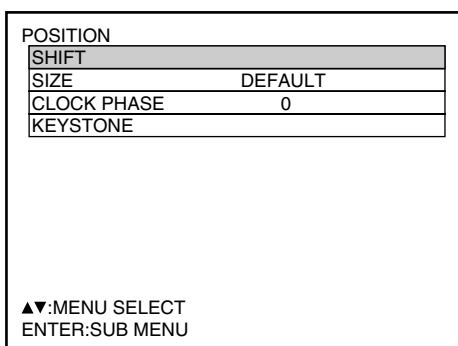 POSITION
SHIFT
SIZE DEFAULT
CLOCK PHASE 0
KEYSTONE
▲▼:MENU SELECT
ENTER:SUB MENU